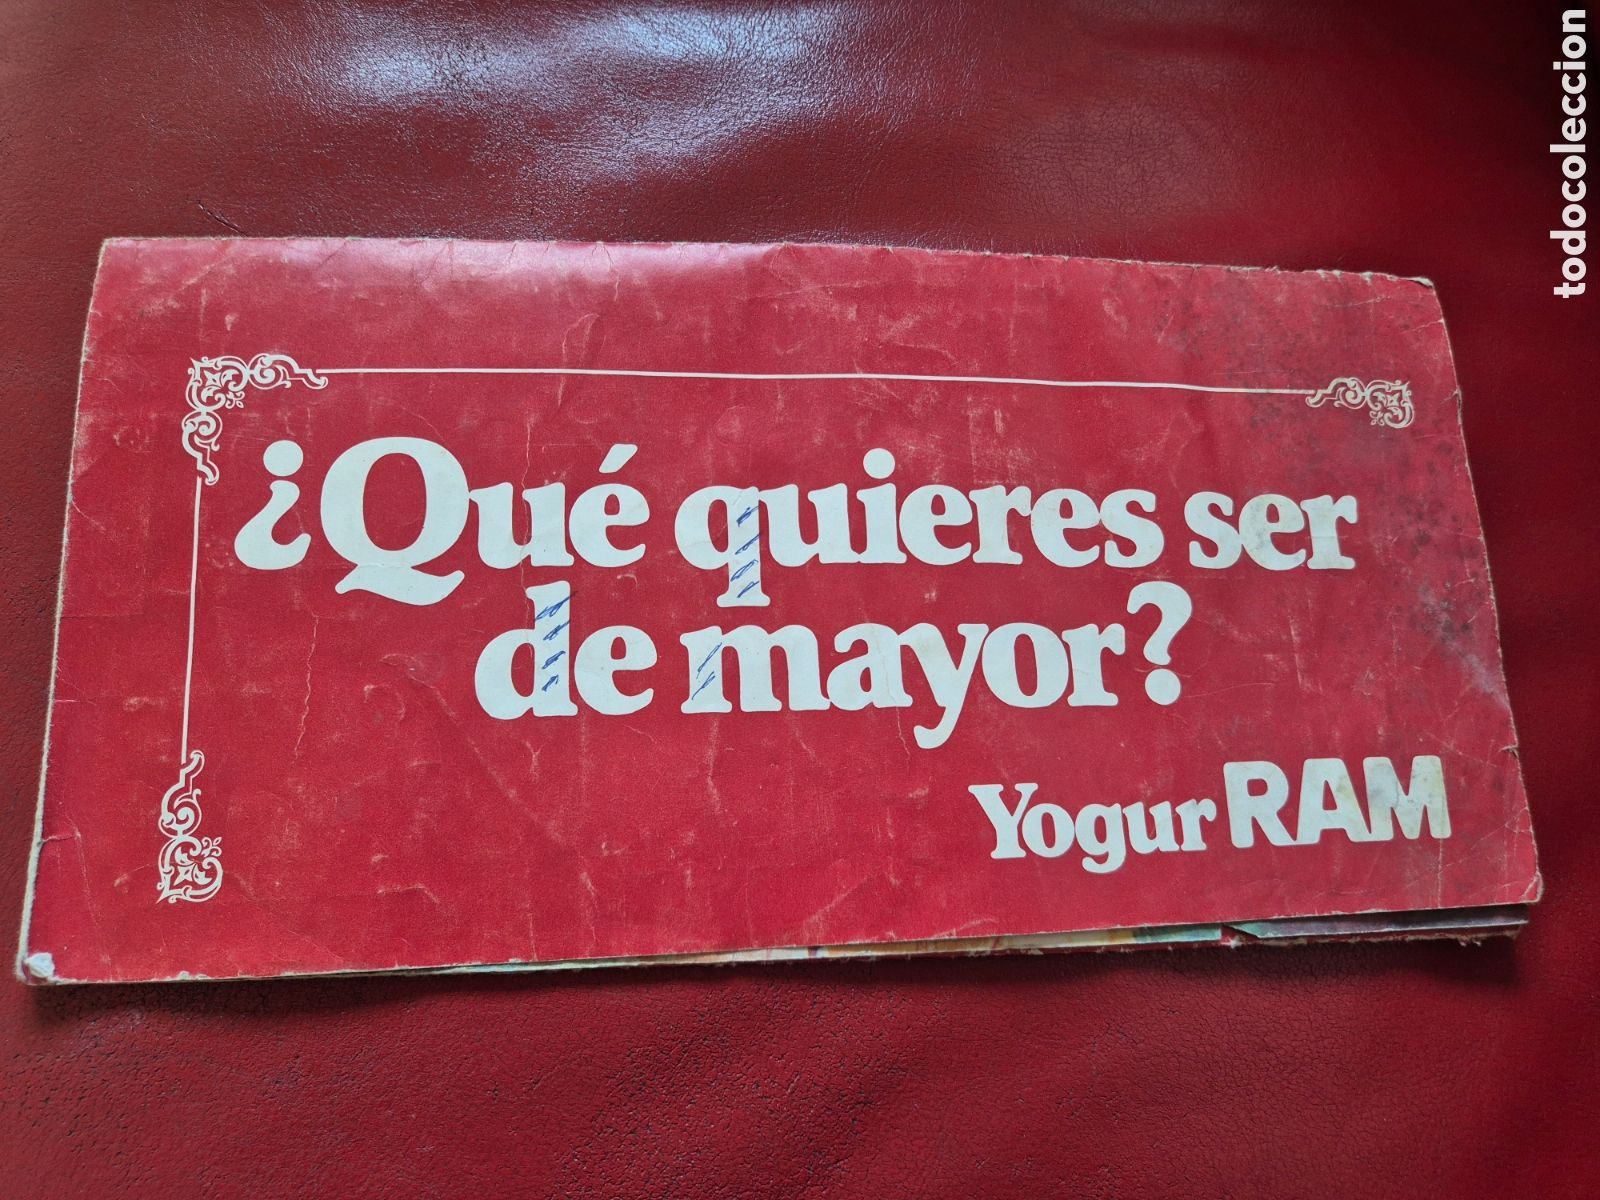 ¿Qué quieres ser
de mayor?
Yogur RAM
todocoleccion